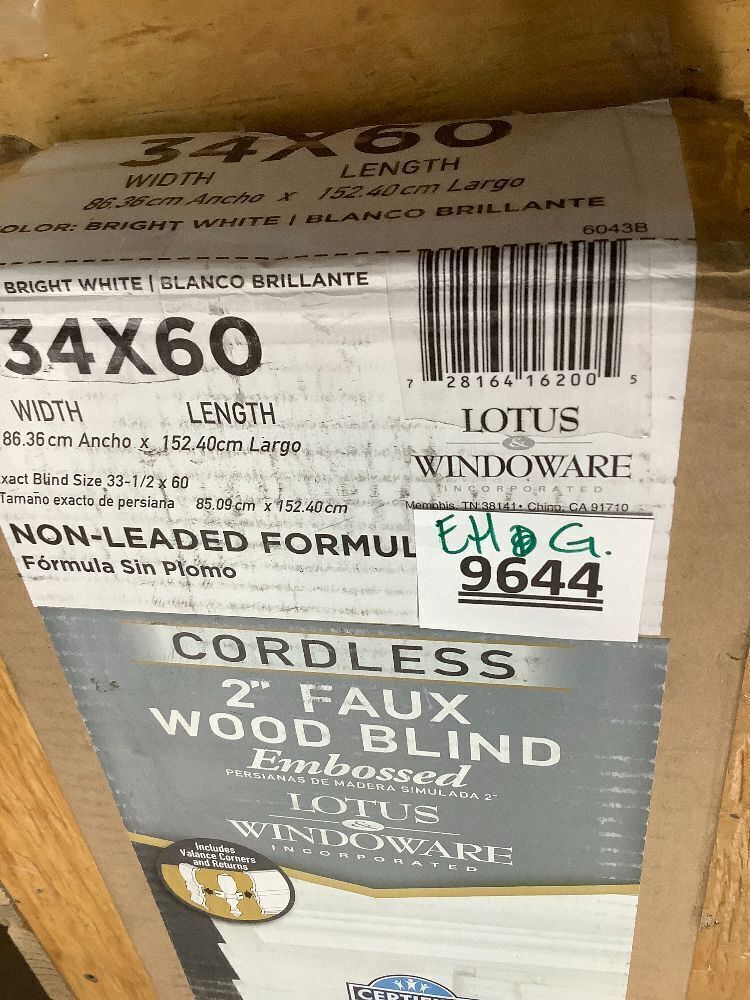 34X60
WIDTH LENGTH
86.36cm Ancho x 152.40cm Largo
OLOR: BRIGHT WHITE | BLANCO BRILLANTE
6043B
BRIGHT WHITE | BLANCO BRILLANTE
34X60
WIDTH LENGTH
86.36cm Ancho x 152.40cm Largo
xact Blind Size 33-1/2 x 60
Tamaño exacto de persiana 85.09cm x 152.40cm
NON-LEADED FORMUL
Fórmula Sin Plomo
7 28164 16200 5
LOTUS
&
WINDOWARE
INCORPORATED
Memphis, TN 38141 • Chino, CA 91710
G.
9644
CORDLESS
2" FAUX
WOOD BLIND
Embossed
PERSIANAS DE MADERA SIMULADA 2"
LOTUS
&
WINDOWARE
INCORPORATED
Includes
Valance Corners
and Returns
CERTIFIE